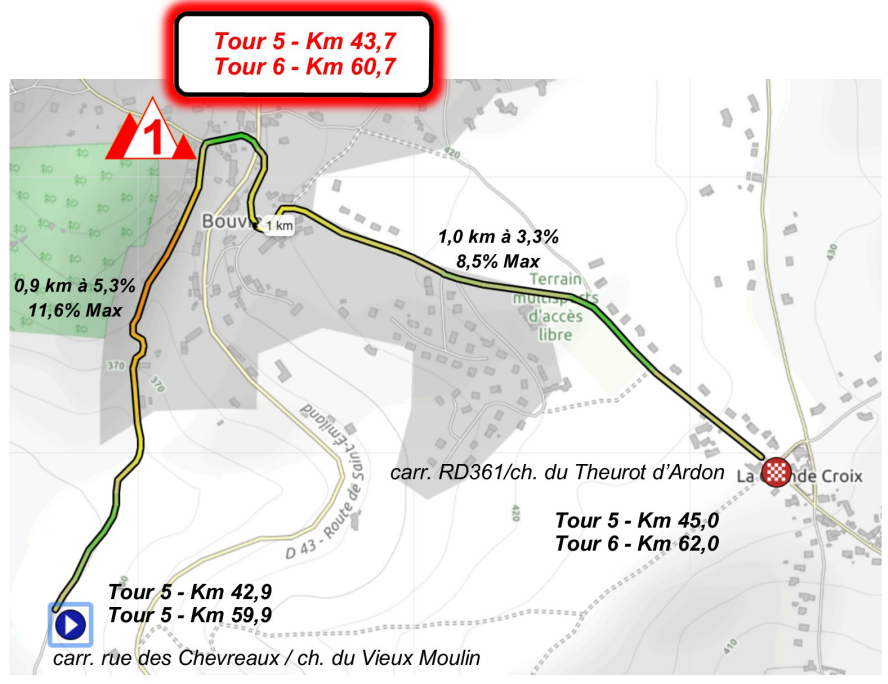 Tour 5 - Km 43,7
Tour 6 - Km 60,7
1
420
430
Bouvi
1 km
1,0 km à 3,3%
8,5% Max
0,9 km à 5,3%
11,6% Max
Terrain
multisports
d'accès
libre
370
370
D 43 - Route de Saint-Émiland
carr. RD361/ch. du Theurot d'Ardon
La nde Croix
420
Tour 5 - Km 45,0
Tour 6 - Km 62,0
Tour 5 - Km 42,9
Tour 5 - Km 59,9
410
carr. rue des Chevreaux / ch. du Vieux Moulin